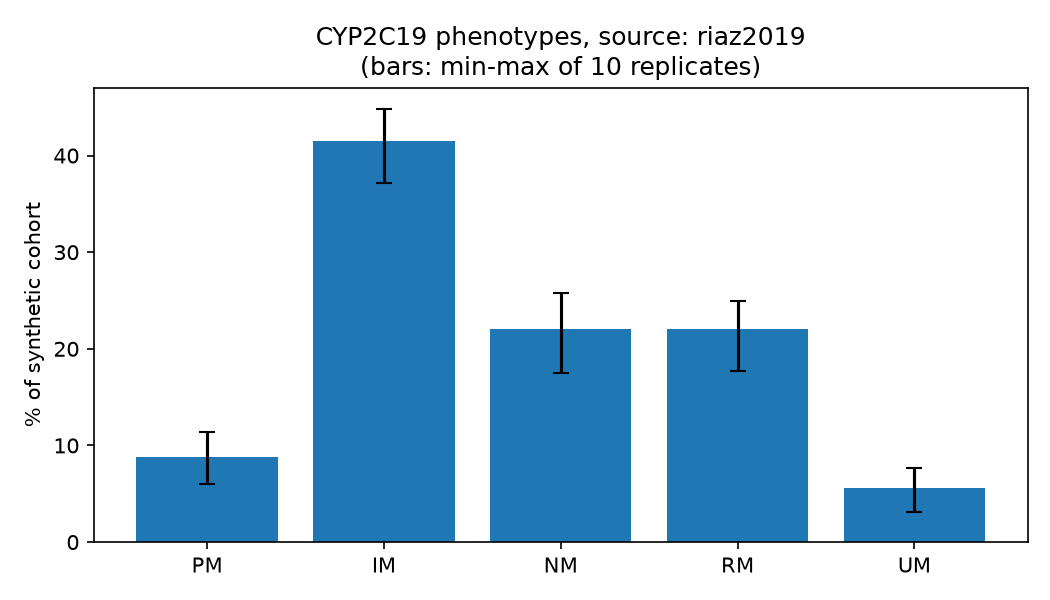 CYP2C19 phenotypes, source: riaz2019
(bars: min-max of 10 replicates)
% of synthetic cohort
40
30
20
10
0
PM IM NM RM UM